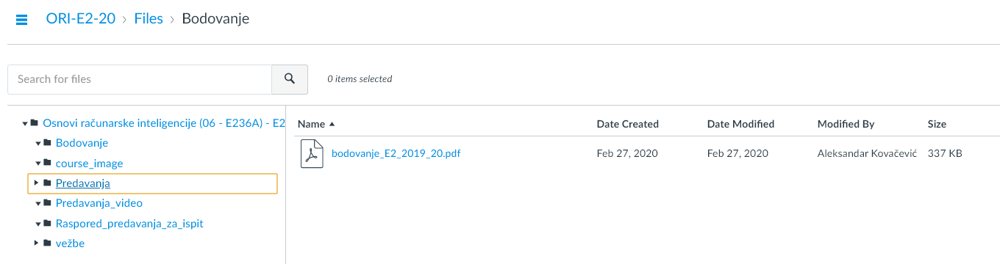 ORI-E2-20 › Files › Bodovanje
Search for files
0 items selected
Osnovi računarske inteligencije (06 - E236A) - E2
Bodovanje
course_image
Predavanja
Predavanja_video
Raspored_predavanja_za_ispit
vežbe
Name Date Created Date Modified Modified By Size
bodovanje_E2_2019_20.pdf Feb 27, 2020 Feb 27, 2020 Aleksandar Kovačević 337 KB